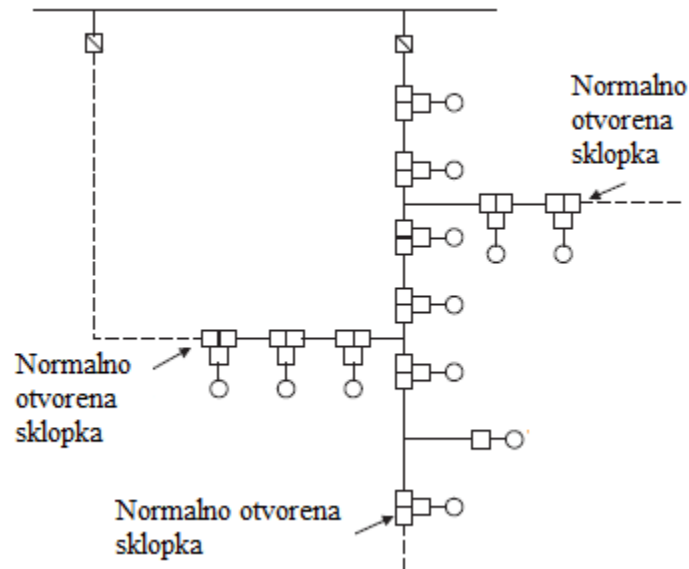 Normalno
otvorena
sklopka
Normalno
otvorena
sklopka
Normalno otvorena
sklopka